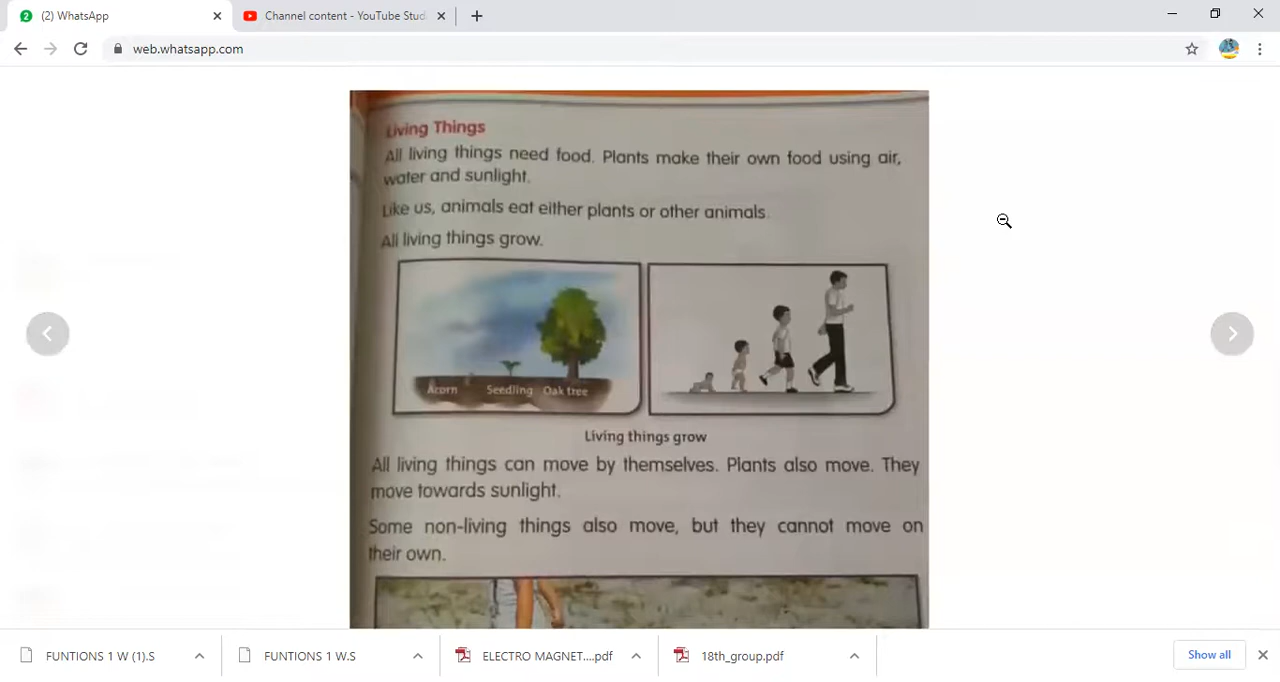 (2) WhatsApp
Channel content - YouTube Stud
web.whatsapp.com
Living Things
All living things need food. Plants make their own food using air,
water and sunlight.
Like us, animals eat either plants or other animals.
All living things grow.
Acorn Seedling Oak tree
Living things grow
All living things can move by themselves. Plants also move. They
move towards sunlight.
Some non-living things also move, but they cannot move on
their own.
FUNTIONS 1 W (1).S
FUNTIONS 1 W.S
ELECTRO MAGNET....pdf
18th_group.pdf
Show all